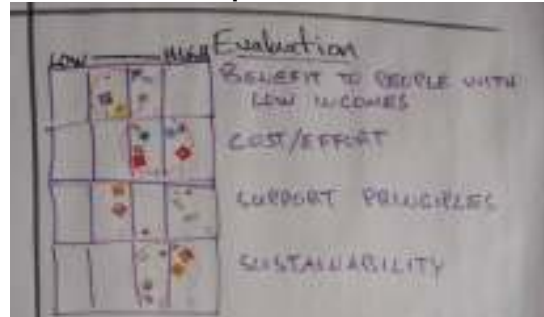 LOW HIGH Evaluation
BENEFIT TO PEOPLE WITH
LOW INCOMES
COST/EFFORT
SUPPORT PRINCIPLES
SUSTAINABILITY